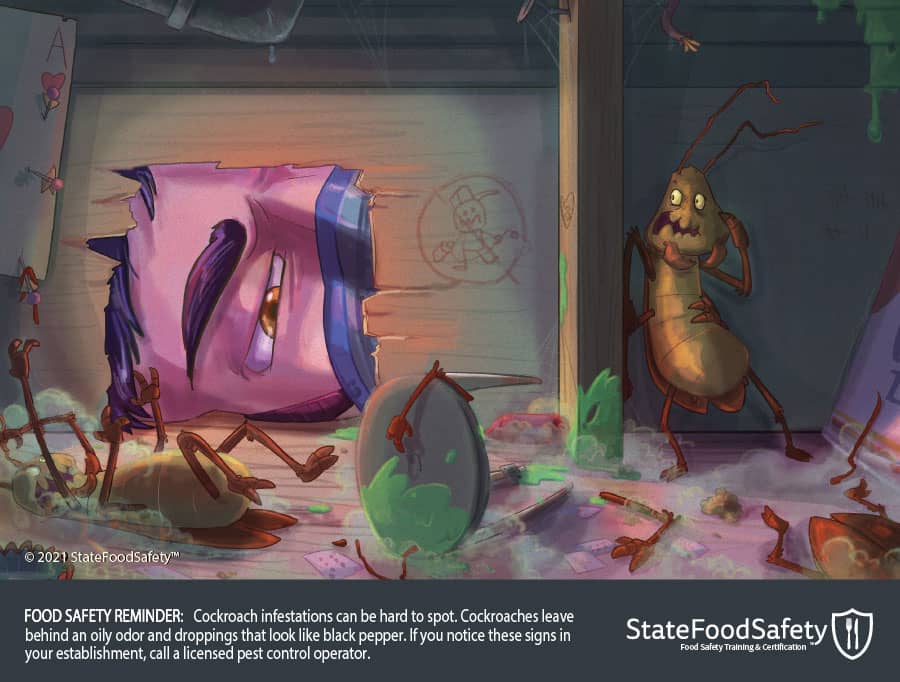 A
© 2021 StateFoodSafety™
FOOD SAFETY REMINDER: Cockroach infestations can be hard to spot. Cockroaches leave
behind an oily odor and droppings that look like black pepper. If you notice these signs in
your establishment, call a licensed pest control operator.
StateFoodSafety™
Food Safety Training & Certification